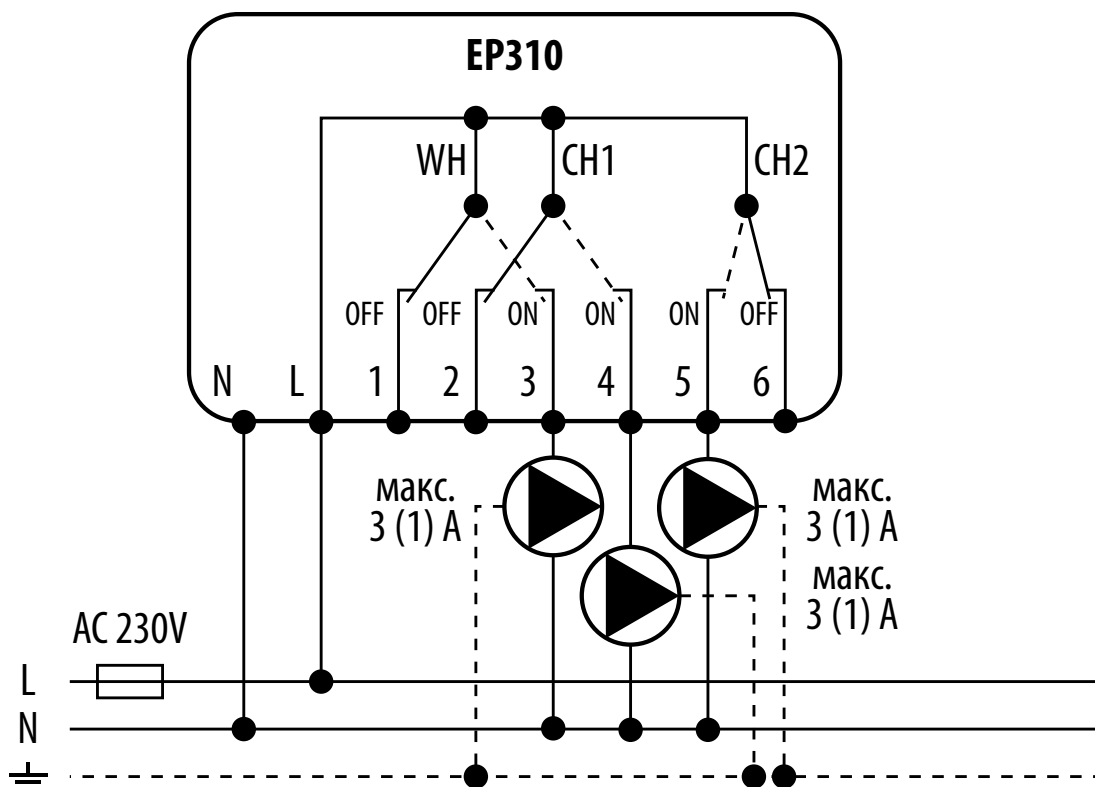 EP310
WH CH1 CH2
OFF OFF ON ON ON OFF
N L 1 2 3 4 5 6
макс.
3 (1) A
макс.
3 (1) A
макс.
3 (1) A
AC 230V
L
N